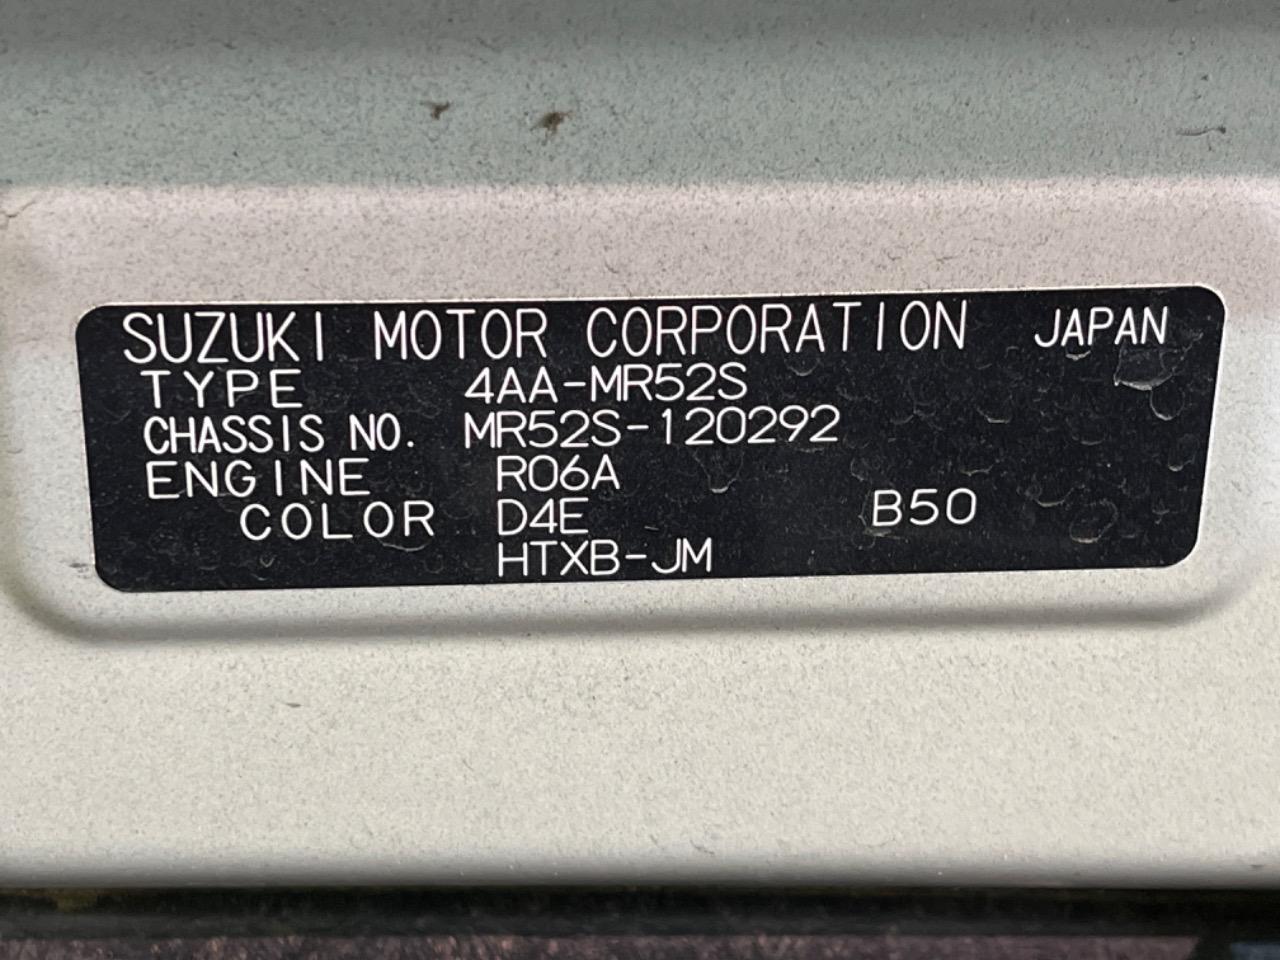 SUZUKI MOTOR CORPORATION JAPAN
TYPE 4AA-MR52S
CHASSIS NO. MR52S-120292
ENGINE R06A
COLOR D4E B50
HTXB-JM